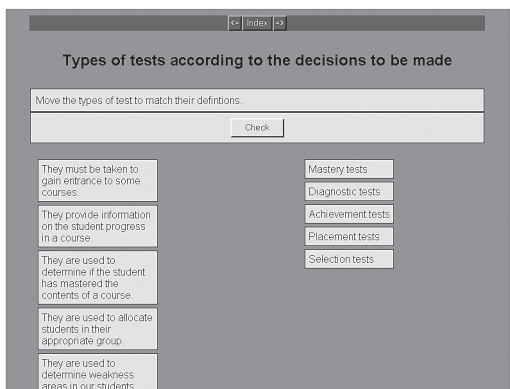 <= Index =>
Types of tests according to the decisions to be made
Move the types of test to match their defintions.
Check
They must be taken to
gain entrance to some
courses.
They provide information
on the student progress
in a course.
They are used to
determine if the student
has mastered the
contents of a course.
They are used to allocate
students in their
appropriate group.
They are used to
determine weakness
areas in our students
Mastery tests
Diagnostic tests
Achievement tests
Placement tests
Selection tests